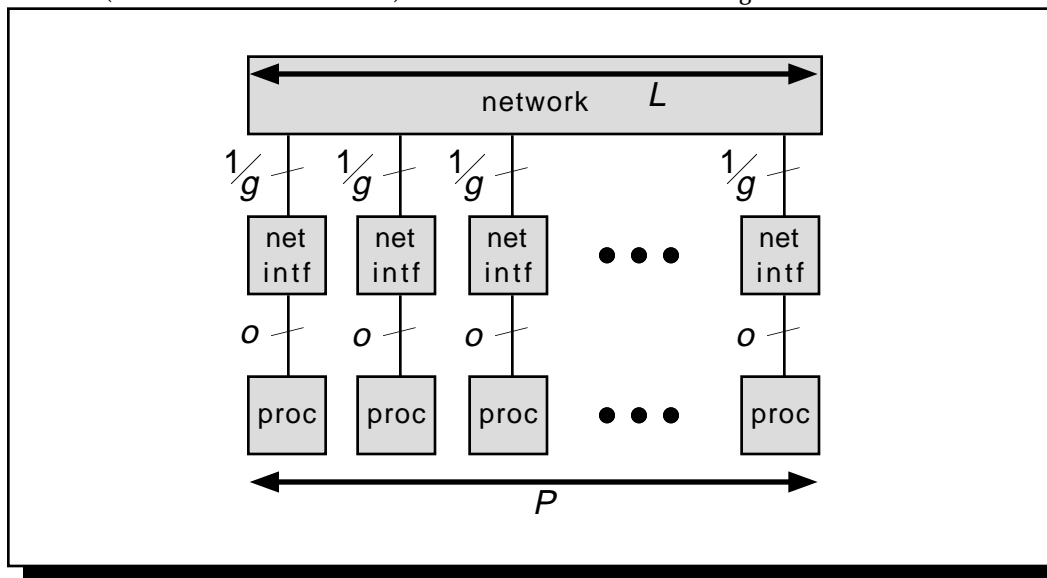 L
network
1/g 1/g 1/g 1/g
net net net net
intf intf intf intf
o o o o
proc proc proc proc
P